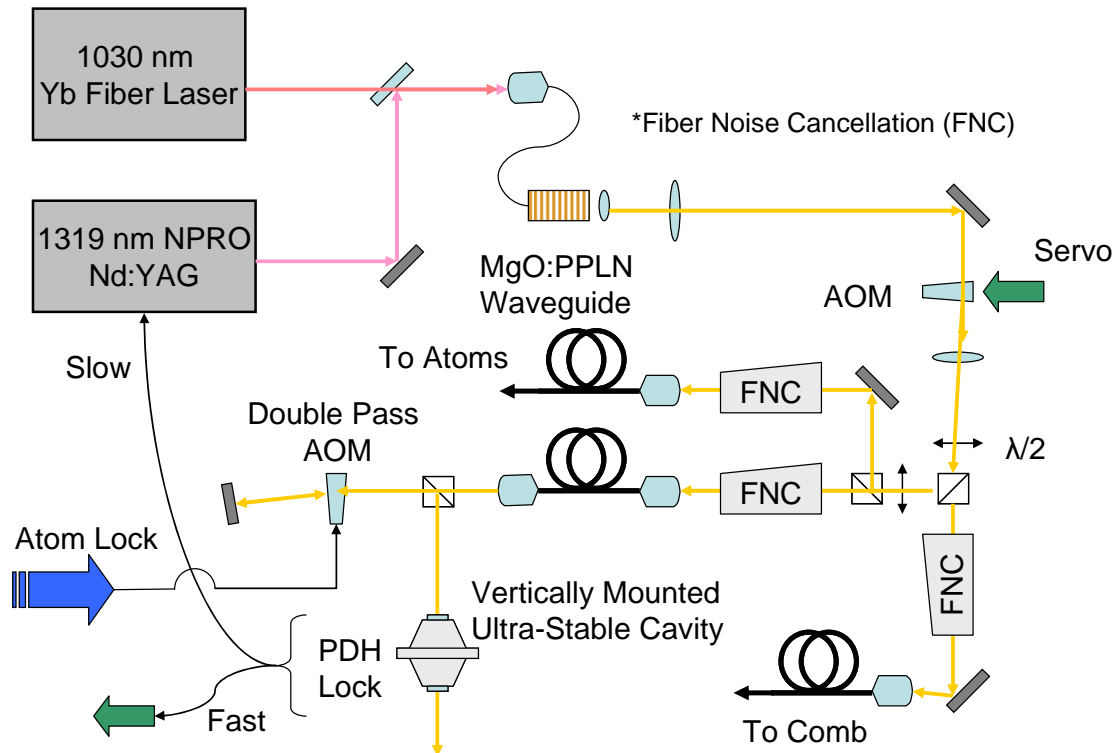 1030 nm
Yb Fiber Laser
*Fiber Noise Cancellation (FNC)
1319 nm NPRO
Nd:YAG
MgO:PPLN
Waveguide
Servo
AOM
To Atoms
FNC
Slow
Double Pass
AOM
λ/2
FNC
Atom Lock
FNC
Vertically Mounted
Ultra-Stable Cavity
PDH
Lock
Fast
To Comb